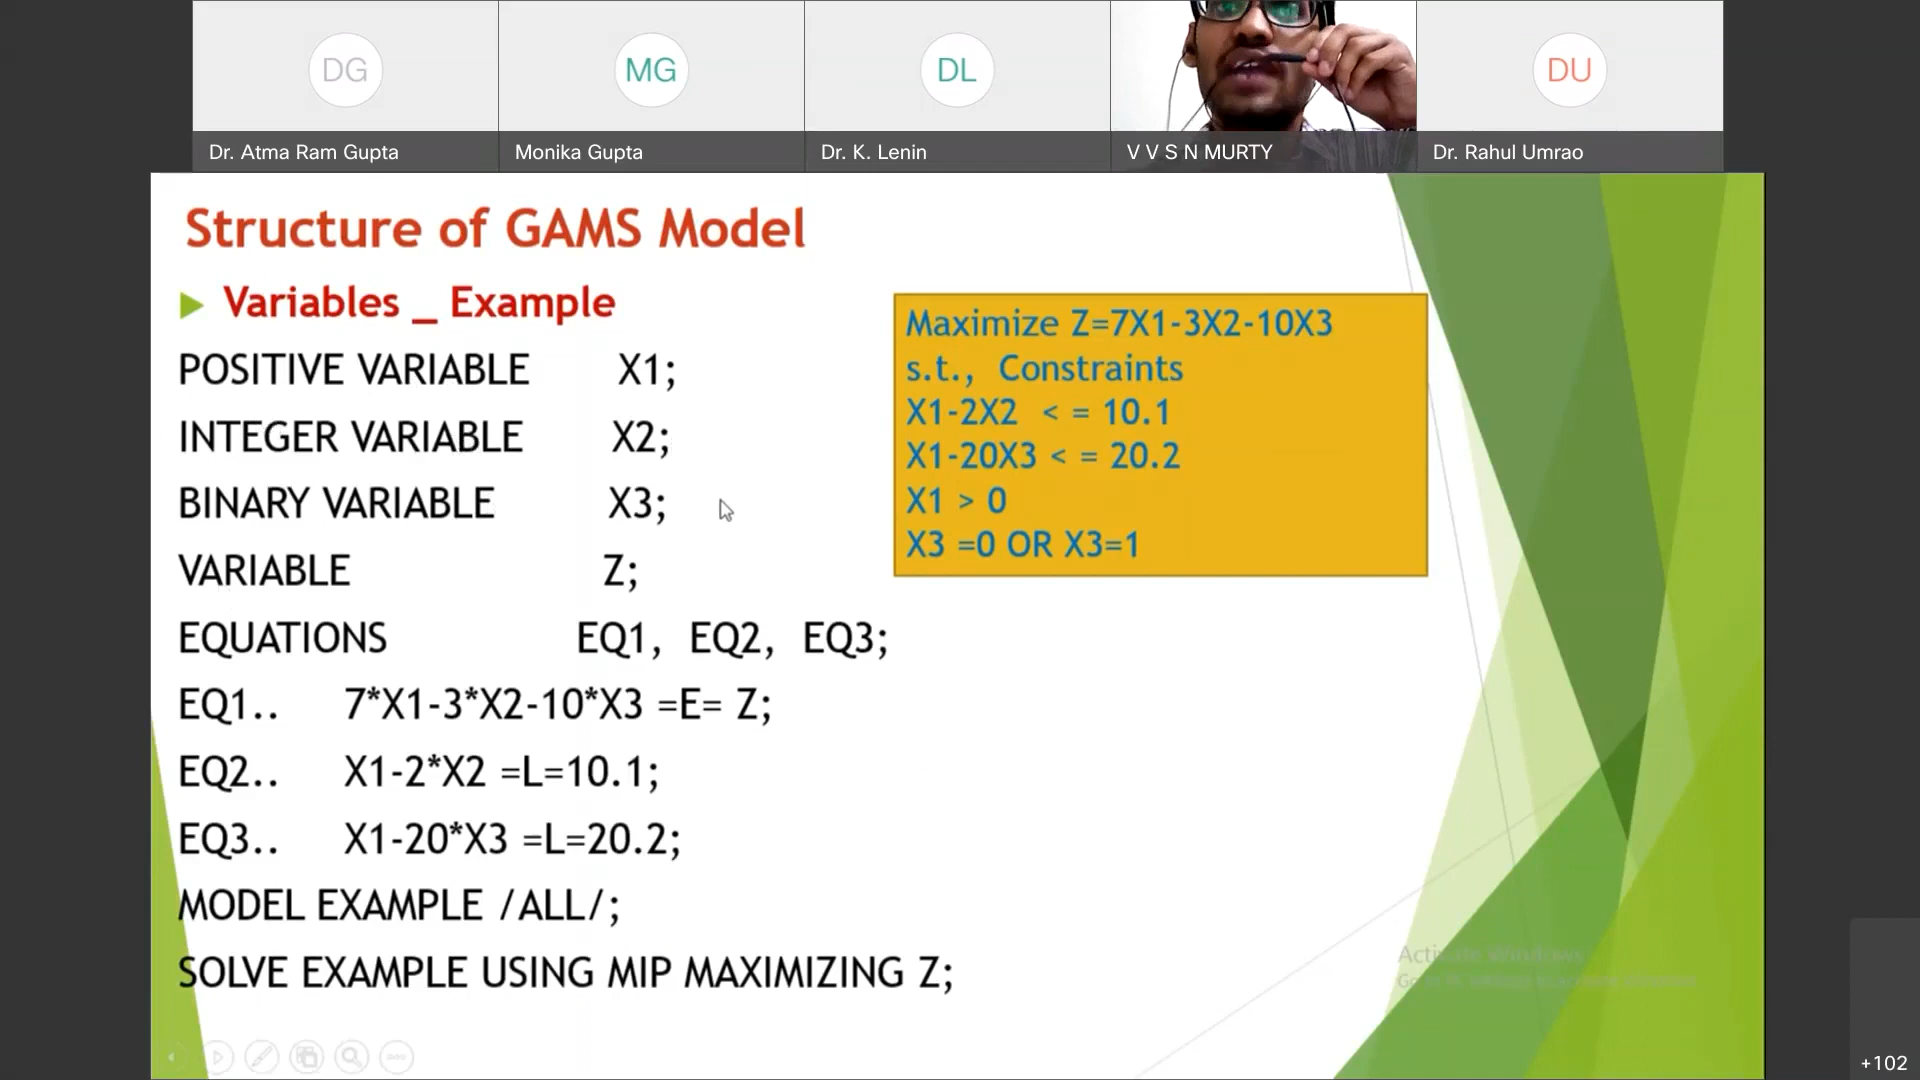 DG
MG
DL
DU
Dr. Atma Ram Gupta
Monika Gupta
Dr. K. Lenin
V V S N MURTY
Dr. Rahul Umrao
Structure of GAMS Model
Variables _ Example
POSITIVE VARIABLE X1;
INTEGER VARIABLE X2;
BINARY VARIABLE X3;
VARIABLE Z;
EQUATIONS EQ1, EQ2, EQ3;
EQ1.. 7*X1-3*X2-10*X3 =E= Z;
EQ2.. X1-2*X2 =L=10.1;
EQ3.. X1-20*X3 =L=20.2;
MODEL EXAMPLE /ALL/;
SOLVE EXAMPLE USING MIP MAXIMIZING Z;
Maximize Z=7X1-3X2-10X3
s.t., Constraints
X1-2X2 < = 10.1
X1-20X3 < = 20.2
X1 > 0
X3 =0 OR X3=1
Activate Windows
+102